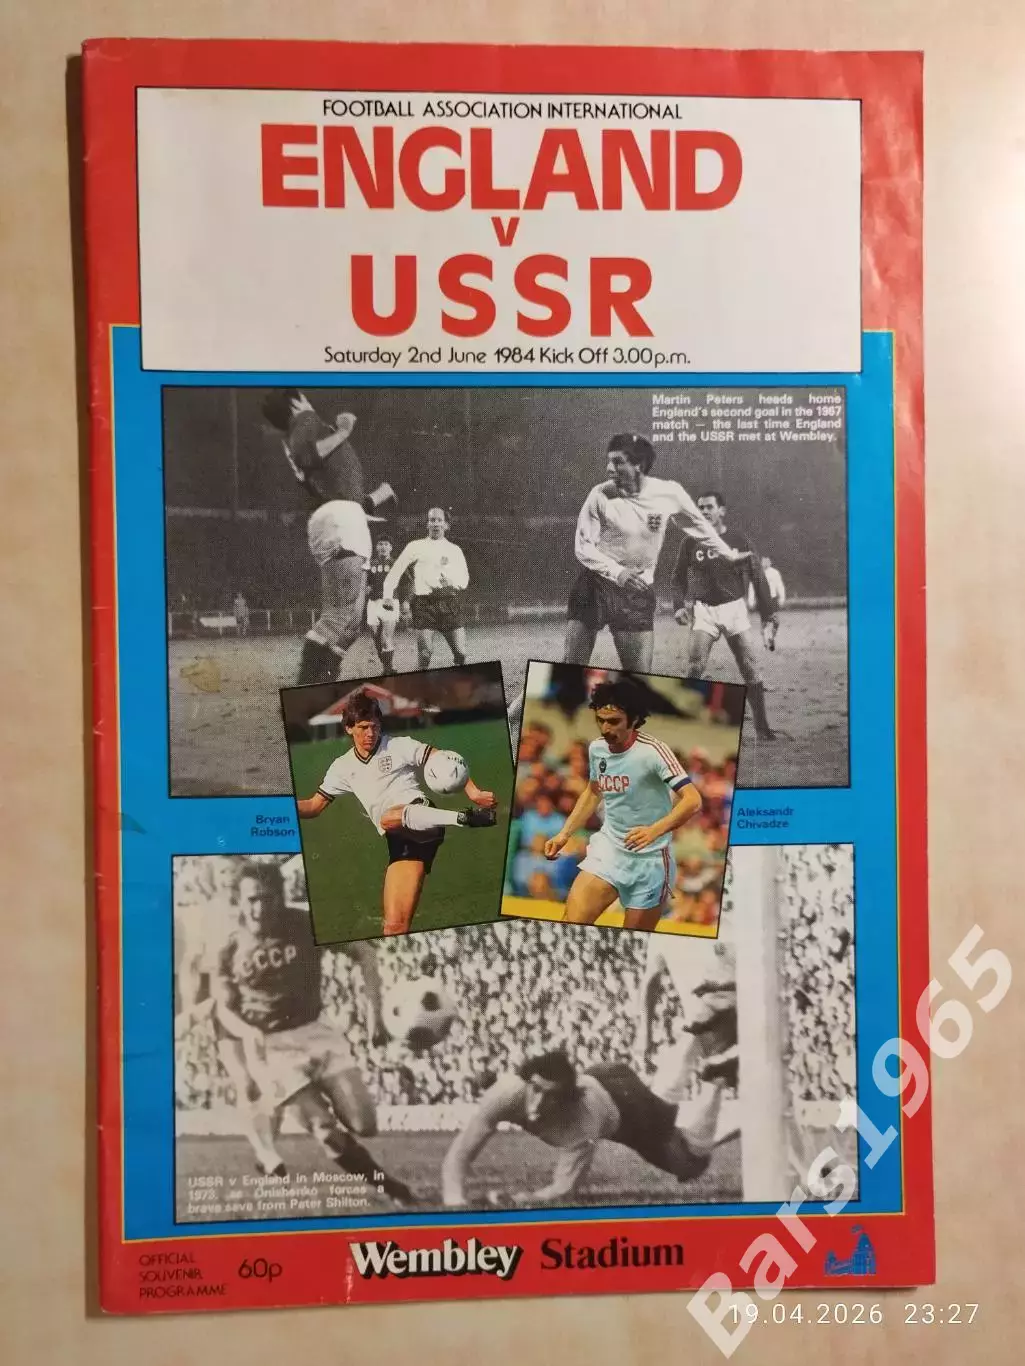 FOOTBALL ASSOCIATION INTERNATIONAL
ENGLAND
v
USSR
Saturday 2nd June 1984 Kick Off 3.00p.m.
Martin Peters heads home
England's second goal in the 1967
match – the last time England
and the USSR met at Wembley.
CCCP
Bryan
Robson
Aleksandr
Chivadze
CCCP
USSR v England in Moscow, in
1973, as Onishenko forces a
brave save from Peter Shilton.
OFFICIAL
SOUVENIR
PROGRAMME
60p
Wembley Stadium
Bars1965
19.04.2026 23:27